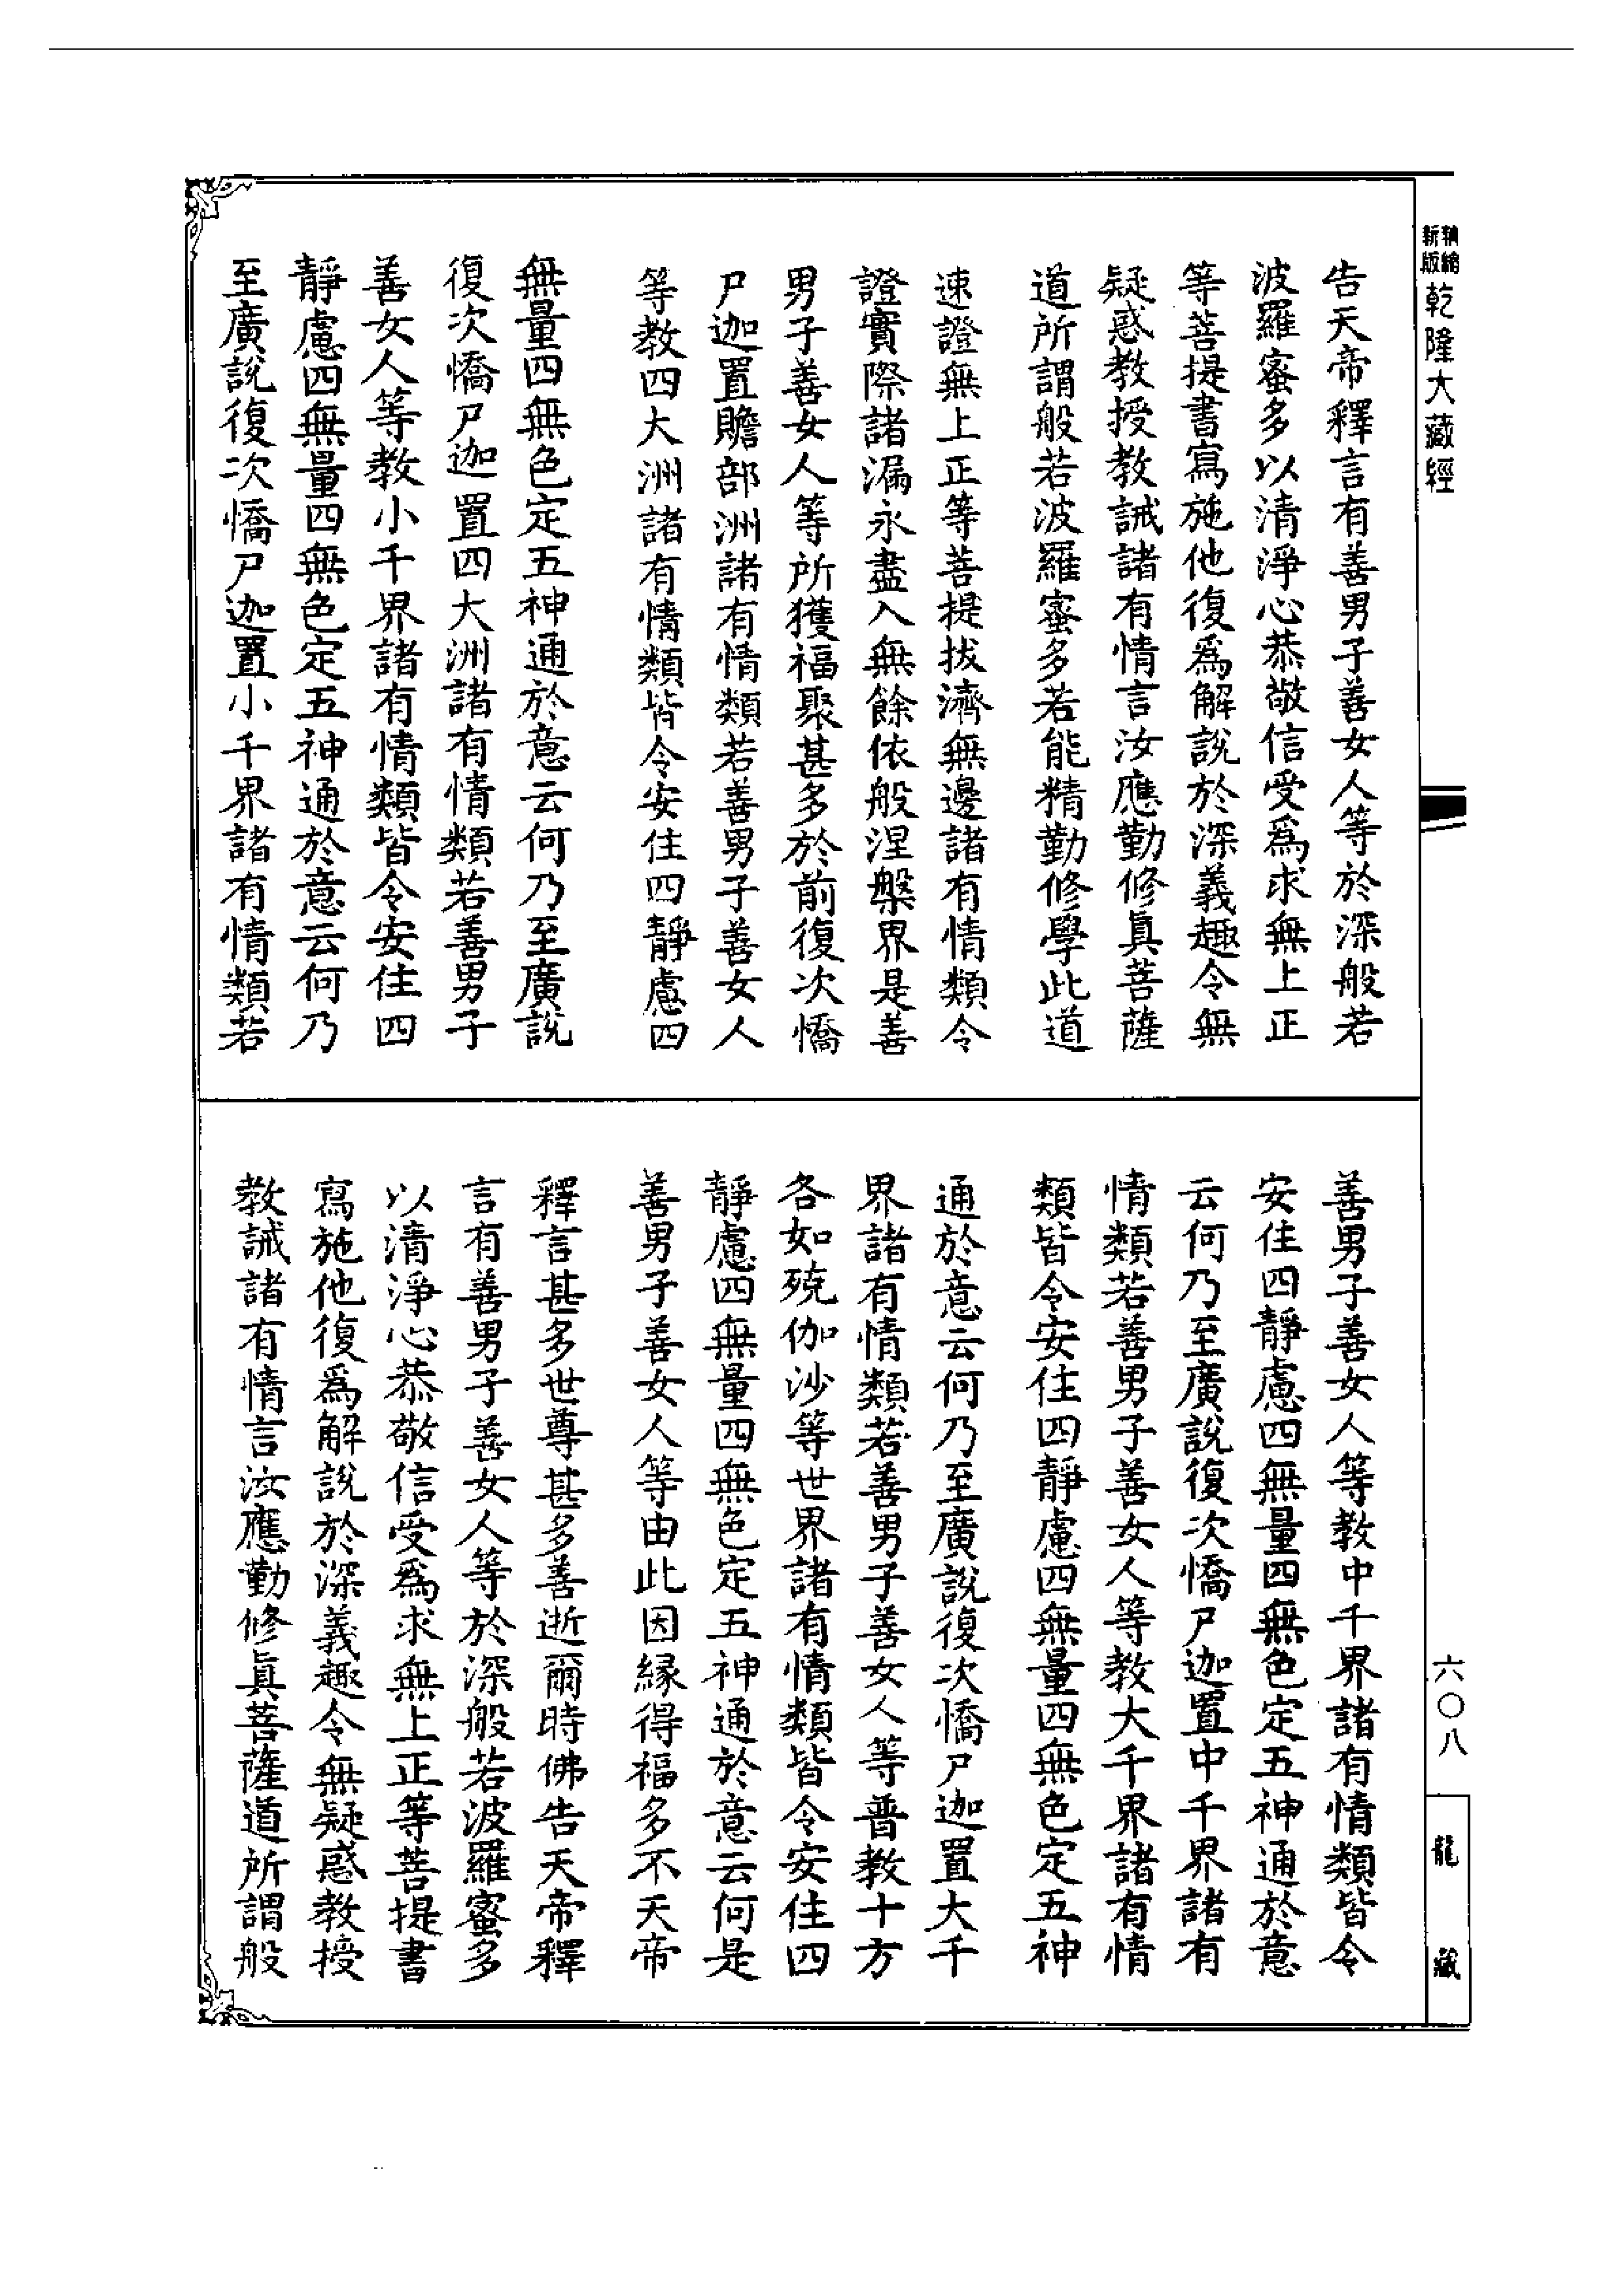 新編縮版乾隆大藏經
告天帝釋言有善男子善女人等於深般若
波羅蜜多以清淨心恭敬信受爲求無上正
等菩提書寫施他復爲解說於深義趣令無
疑惑教授教誡諸有情言汝應勤修眞菩薩
道所謂般若波羅蜜多若能精勤修學此道
速證無上正等菩提拔濟無邊諸有情類令
證實際諸漏永盡入無餘依般涅槃界是善
男子善女人等所獲福聚甚多於前復次憍
尸迦置贍部洲諸有情類若善男子善女人
等教四大洲諸有情類皆令安住四靜慮四
無量四無色定五神通於意云何乃至廣說
復次憍尸迦置四大洲諸有情類若善男子
善女人等教小千界諸有情類皆令安住四
靜慮四無量四無色定五神通於意云何乃
至廣說復次憍尸迦置小千界諸有情類若
善男子善女人等教中千界諸有情類皆令
安住四靜慮四無量四無色定五神通於意
云何乃至廣說復次憍尸迦置中千界諸有
情類若善男子善女人等教大千界諸有情
類皆令安住四靜慮四無量四無色定五神
通於意云何乃至廣說復次憍尸迦置大千
界諸有情類若善男子善女人等普教十方
各如殑伽沙等世界諸有情類皆令安住四
靜慮四無量四無色定五神通於意云何是
善男子善女人等由此因緣得福多不天帝
釋言甚多世尊甚多善逝爾時佛告天帝釋
言有善男子善女人等於深般若波羅蜜多
以清淨心恭敬信受爲求無上正等菩提書
寫施他復爲解說於深義趣令無疑惑教授
教誡諸有情言汝應勤修眞菩薩道所謂般
六〇八
龍藏